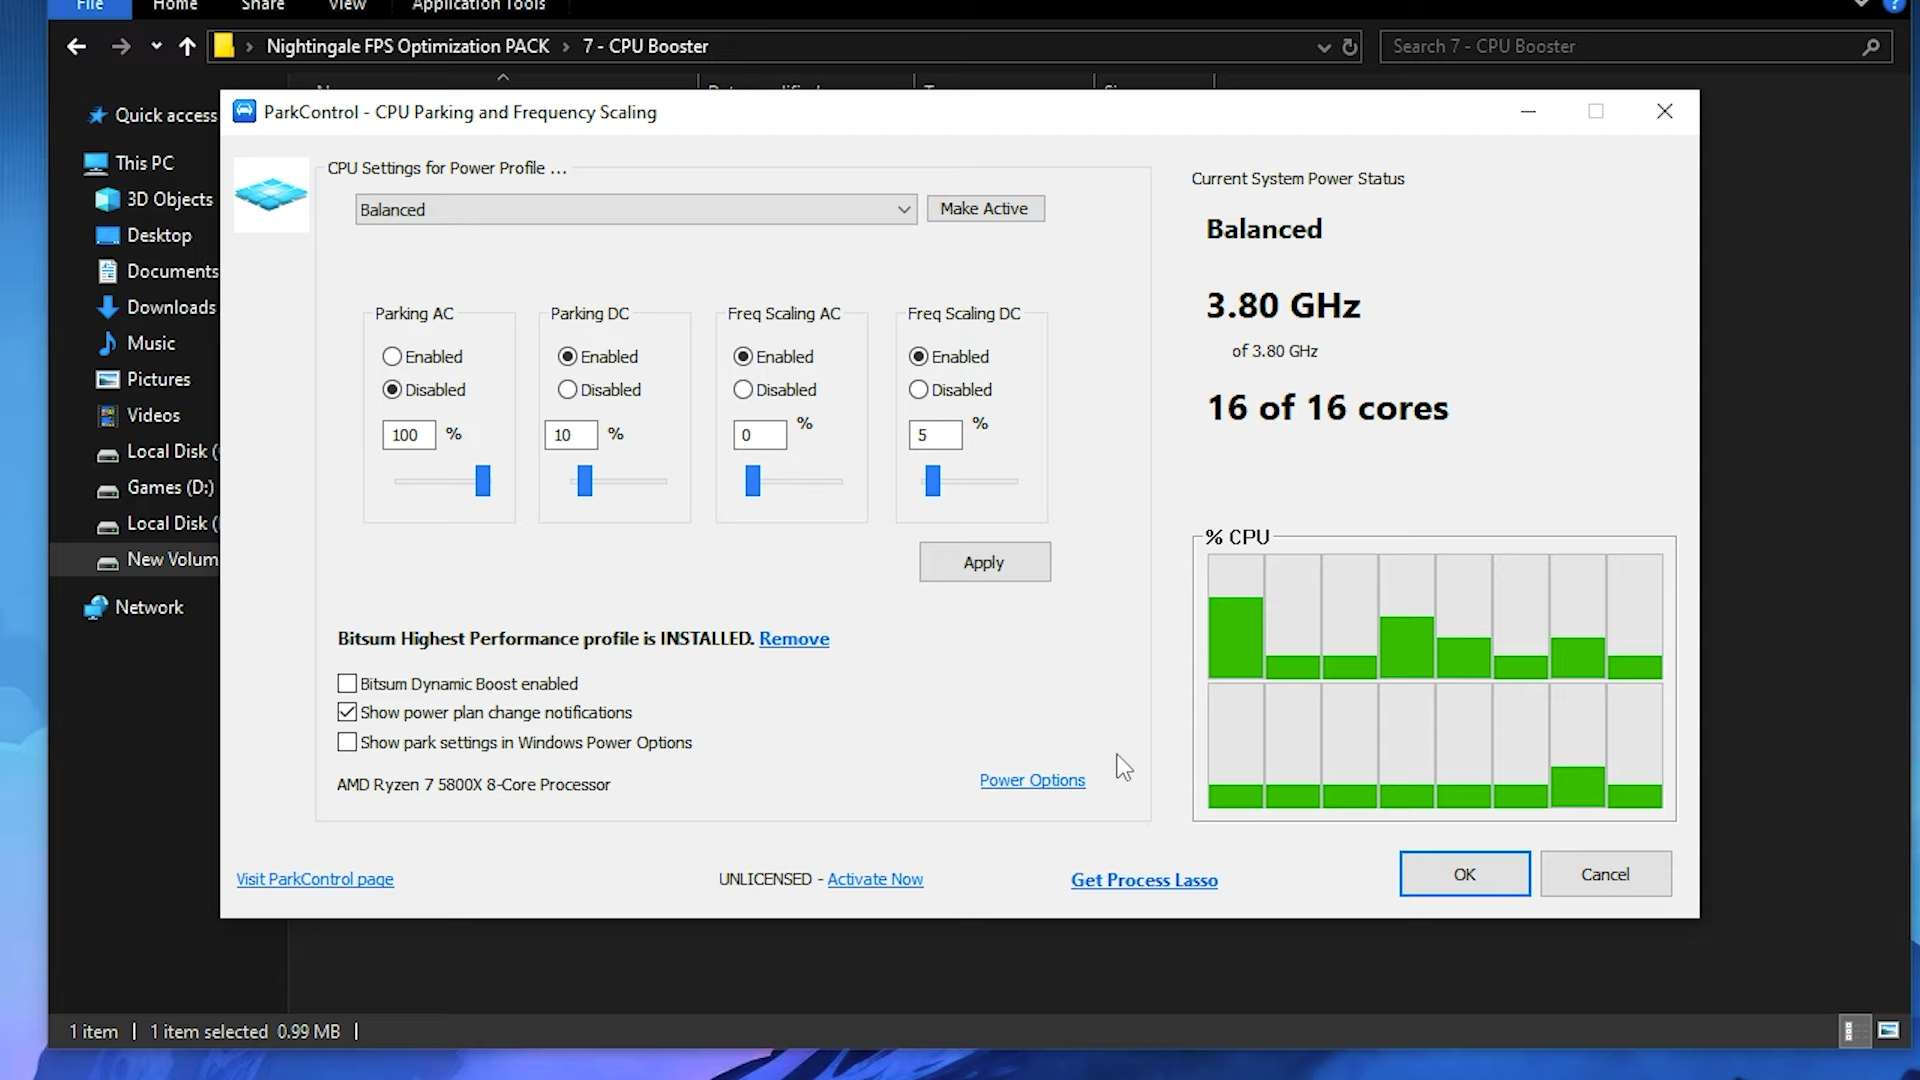 File Home Share View Application Tools
Nightingale FPS Optimization PACK > 7 - CPU Booster
Search 7 - CPU Booster
Quick access
This PC
3D Objects
Desktop
Documents
Downloads
Music
Pictures
Videos
Local Disk (
Games (D:)
Local Disk (
New Volum
Network
ParkControl - CPU Parking and Frequency Scaling
CPU Settings for Power Profile ...
Balanced
Make Active
Parking AC
Enabled
Disabled
100 %
Parking DC
Enabled
Disabled
10 %
Freq Scaling AC
Enabled
Disabled
0 %
Freq Scaling DC
Enabled
Disabled
5 %
Apply
Bitsum Highest Performance profile is INSTALLED. Remove
Bitsum Dynamic Boost enabled
Show power plan change notifications
Show park settings in Windows Power Options
AMD Ryzen 7 5800X 8-Core Processor
Power Options
Current System Power Status
Balanced
3.80 GHz
of 3.80 GHz
16 of 16 cores
% CPU
Visit ParkControl page
UNLICENSED - Activate Now
Get Process Lasso
OK
Cancel
1 item | 1 item selected 0.99 MB |